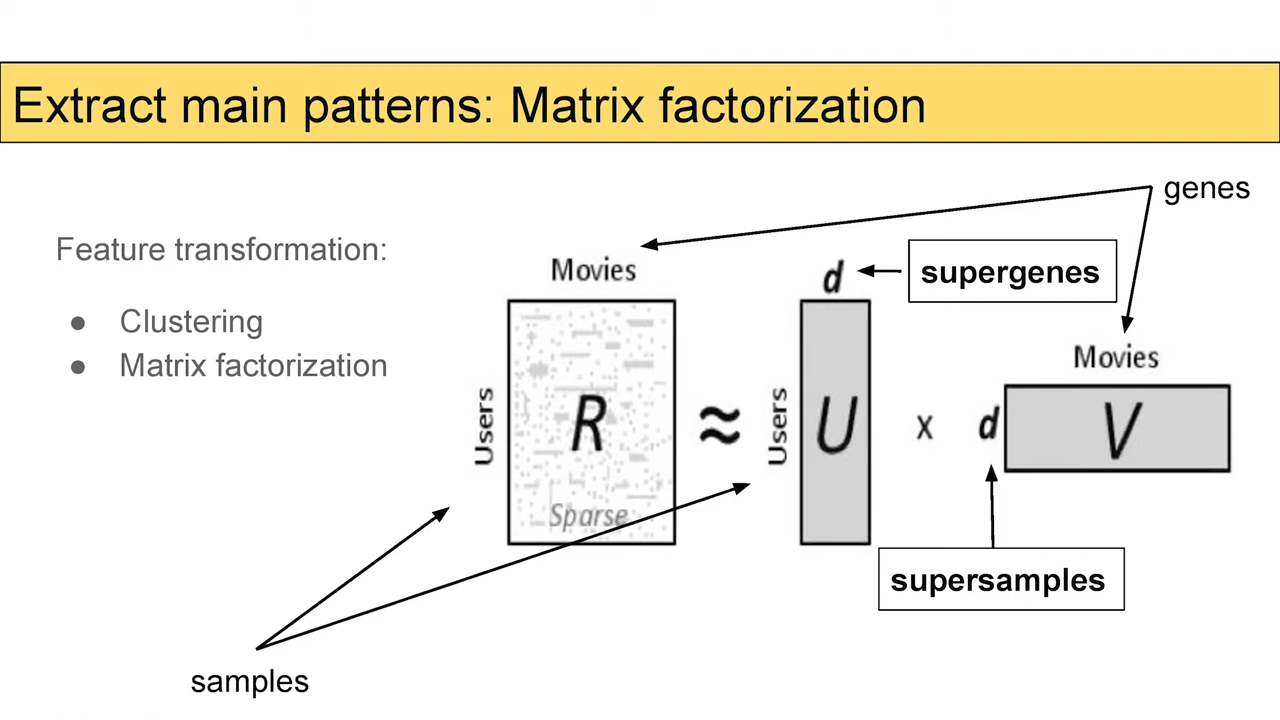 Extract main patterns: Matrix factorization
genes
Feature transformation:
● Clustering
● Matrix factorization
Movies
d
supergenes
Movies
Users
R
Sparse
≈
Users
U
x
d
V
supersamples
samples